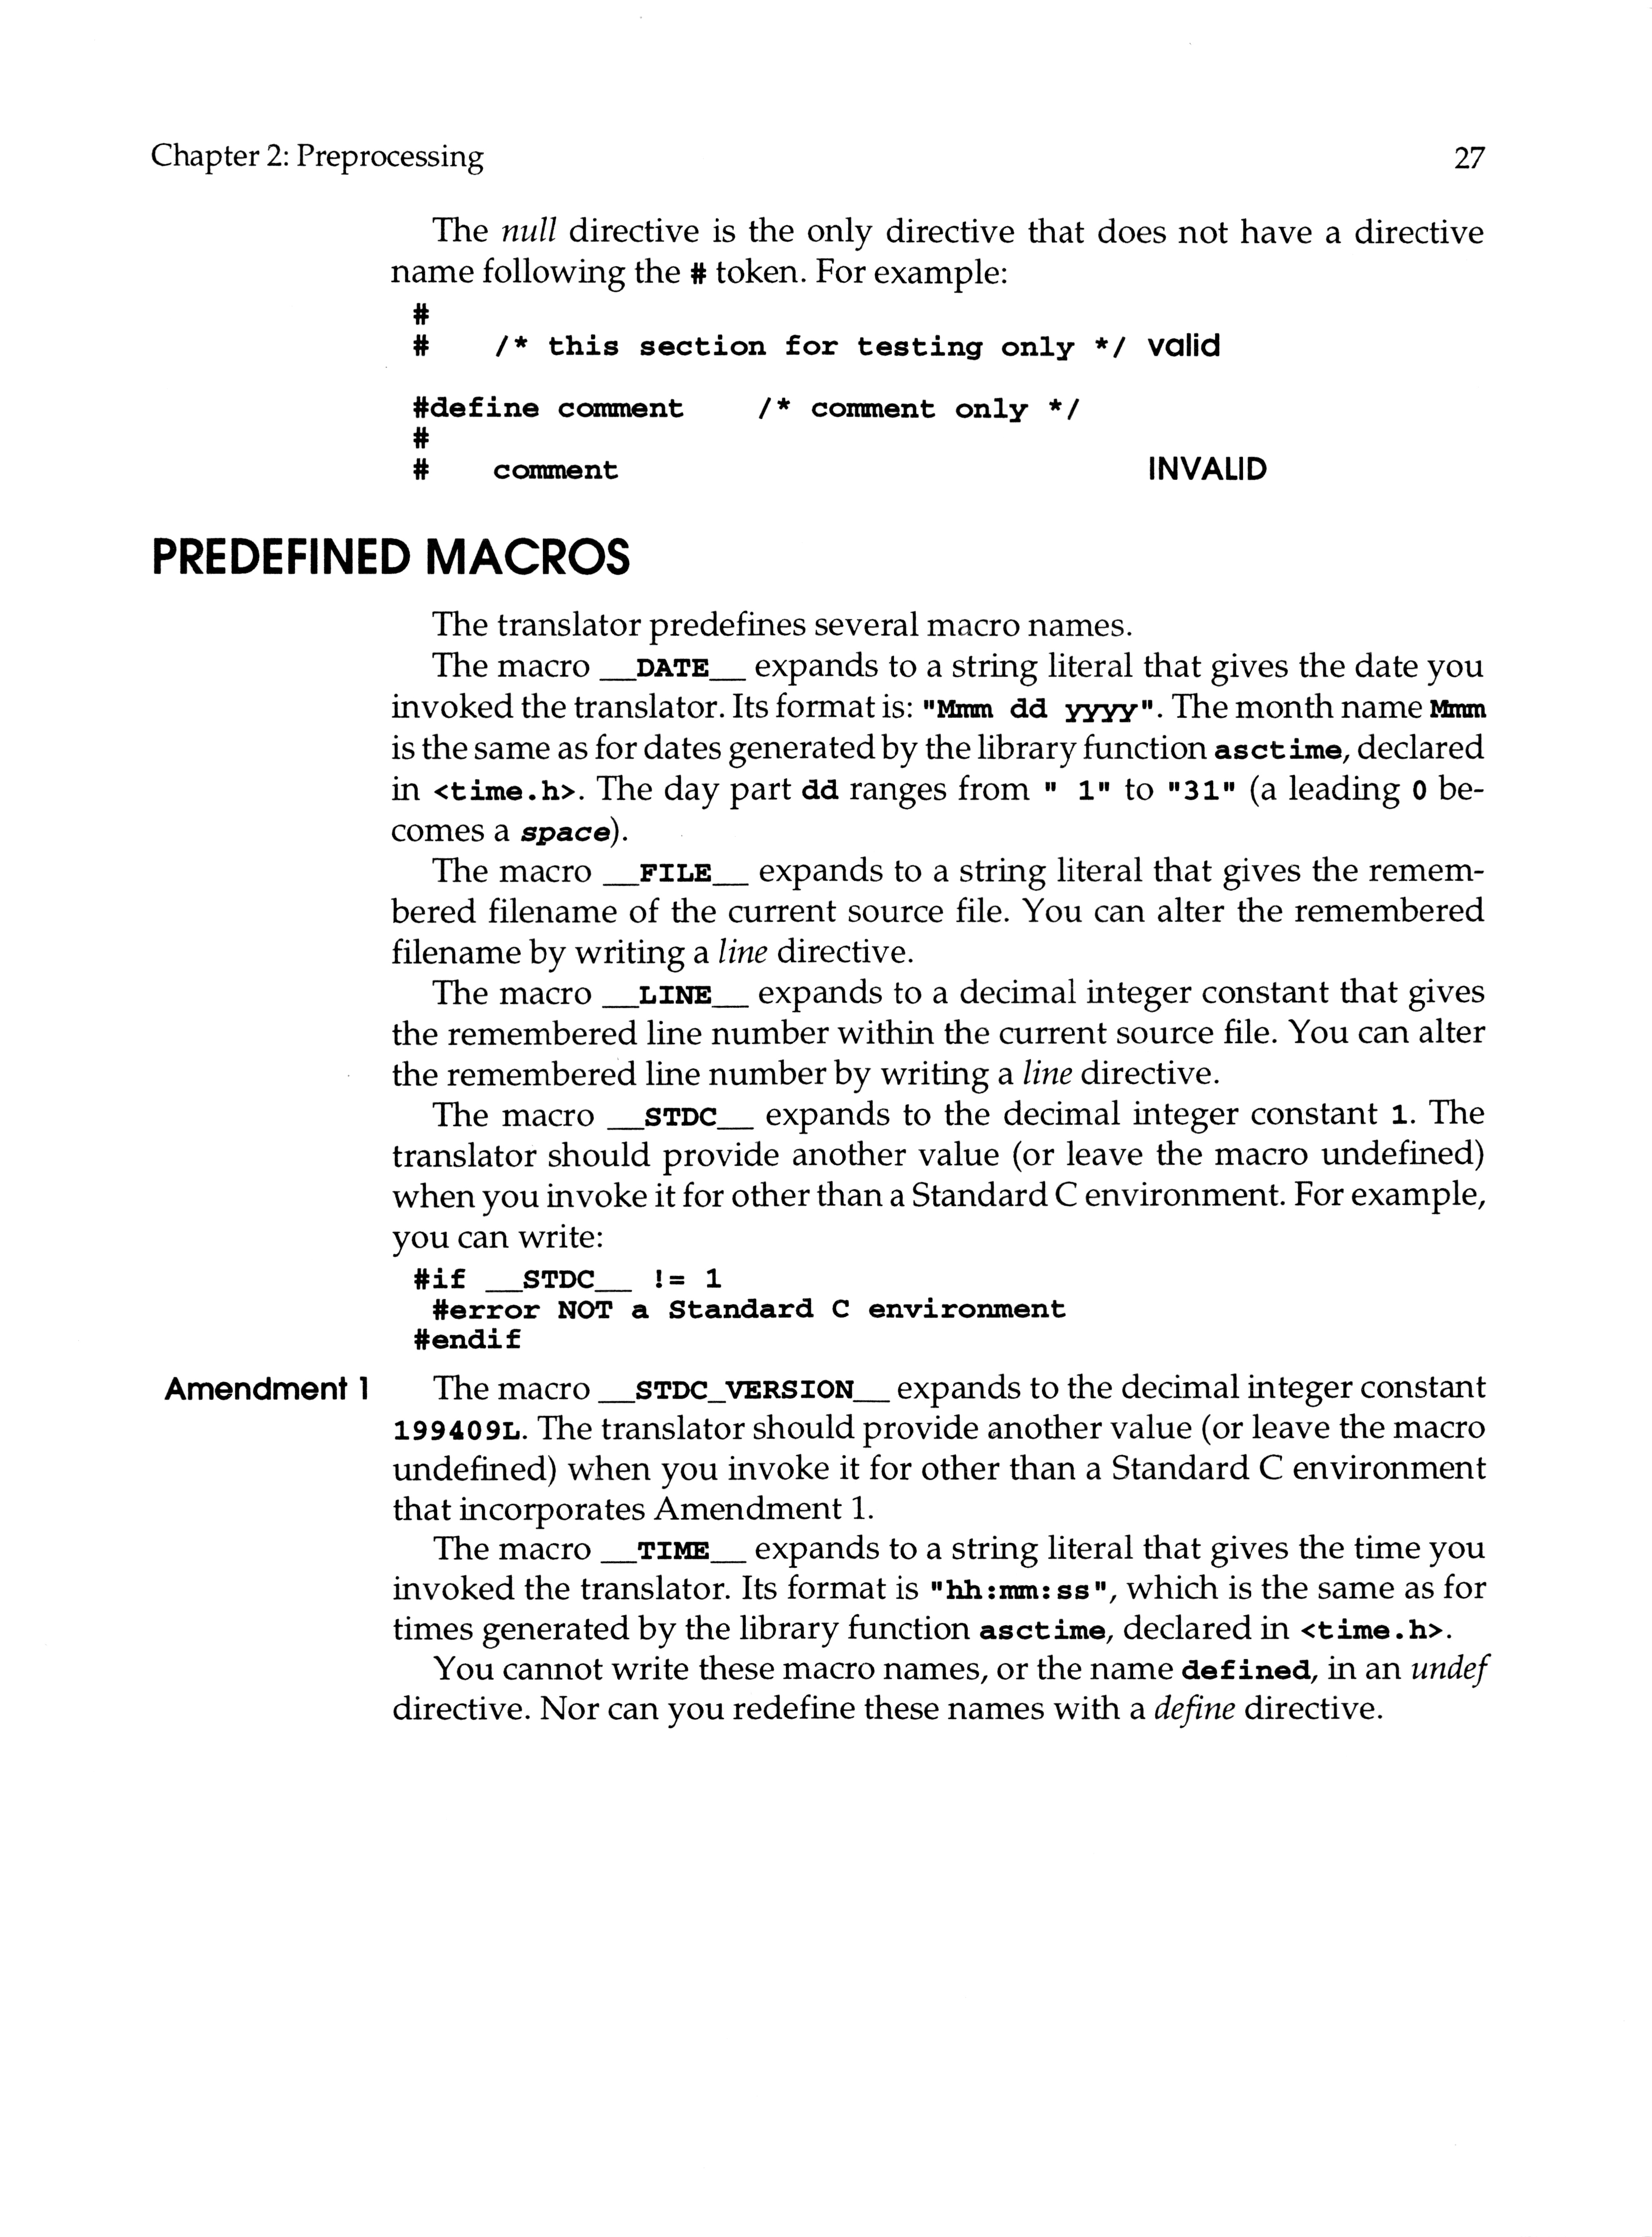 Chapter 2: Preprocessing 27
The null directive is the only directive that does not have a directive
name following the # token. For example:
#
#    /* this section for testing only */ valid
#define comment    /* comment only */
#
#    comment    INVALID
PREDEFINED MACROS
The translator predefines several macro names.
The macro __DATE__ expands to a string literal that gives the date you
invoked the translator. Its format is: "Mmm dd yyyy". The month name Mmm
is the same as for dates generated by the library function asctime, declared
in <time.h>. The day part dd ranges from " 1" to "31" (a leading 0 be-
comes a space).
The macro __FILE__ expands to a string literal that gives the remem-
bered filename of the current source file. You can alter the remembered
filename by writing a line directive.
The macro __LINE__ expands to a decimal integer constant that gives
the remembered line number within the current source file. You can alter
the remembered line number by writing a line directive.
The macro __STDC__ expands to the decimal integer constant 1. The
translator should provide another value (or leave the macro undefined)
when you invoke it for other than a Standard C environment. For example,
you can write:
#if __STDC__ != 1
 #error NOT a Standard C environment
#endif
Amendment 1 The macro __STDC_VERSION__ expands to the decimal integer constant
199409L. The translator should provide another value (or leave the macro
undefined) when you invoke it for other than a Standard C environment
that incorporates Amendment 1.
The macro __TIME__ expands to a string literal that gives the time you
invoked the translator. Its format is "hh:mm:ss", which is the same as for
times generated by the library function asctime, declared in <time.h>.
You cannot write these macro names, or the name defined, in an undef
directive. Nor can you redefine these names with a define directive.